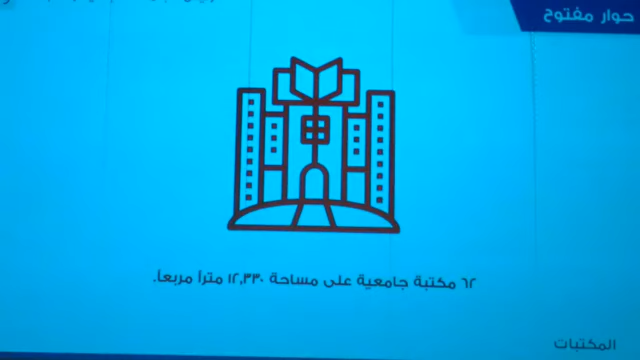 حوار مفتوح
٦٢ مكتبة جامعية على مساحة ١٢,٣٣٠ متراً مربعاً.
المكتبات